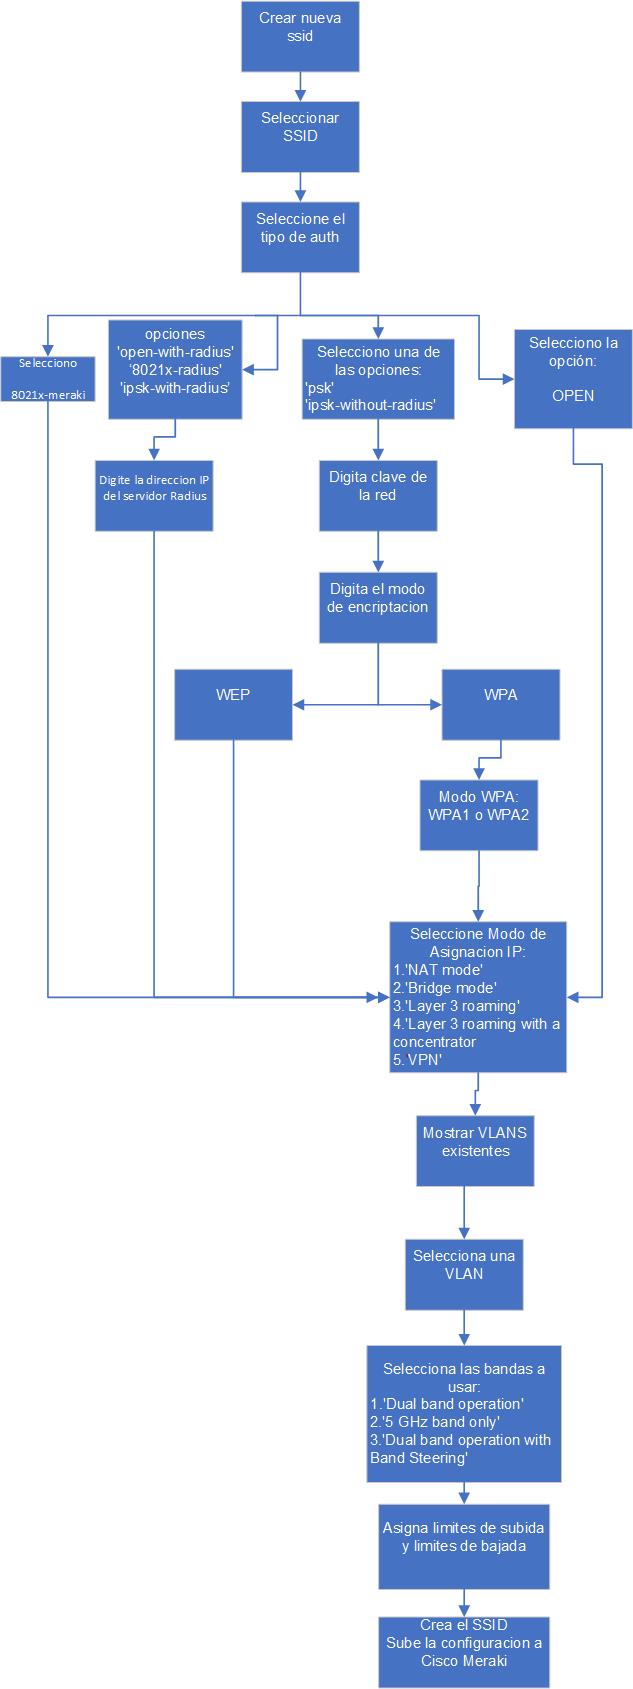 Crear nueva
ssid
Seleccionar
SSID
Seleccione el
tipo de auth
Selecciono
8021x-meraki
opciones
'open-with-radius'
'8021x-radius'
'ipsk-with-radius'
Selecciono una de
las opciones:
'psk'
'ipsk-without-radius'
Selecciono la
opción:
OPEN
Digite la direccion IP
del servidor Radius
Digita clave de
la red
Digita el modo
de encriptacion
WEP
WPA
Modo WPA:
WPA1 o WPA2
Seleccione Modo de
Asignacion IP:
1.'NAT mode'
2.'Bridge mode'
3.'Layer 3 roaming'
4.'Layer 3 roaming with a
concentrator
5. VPN'
Mostrar VLANS
existentes
Selecciona una
VLAN
Selecciona las bandas a
usar:
1.'Dual band operation'
2.'5 GHz band only'
3.'Dual band operation with
Band Steering'
Asigna limites de subida
y limites de bajada
Crea el SSID
Sube la configuracion a
Cisco Meraki